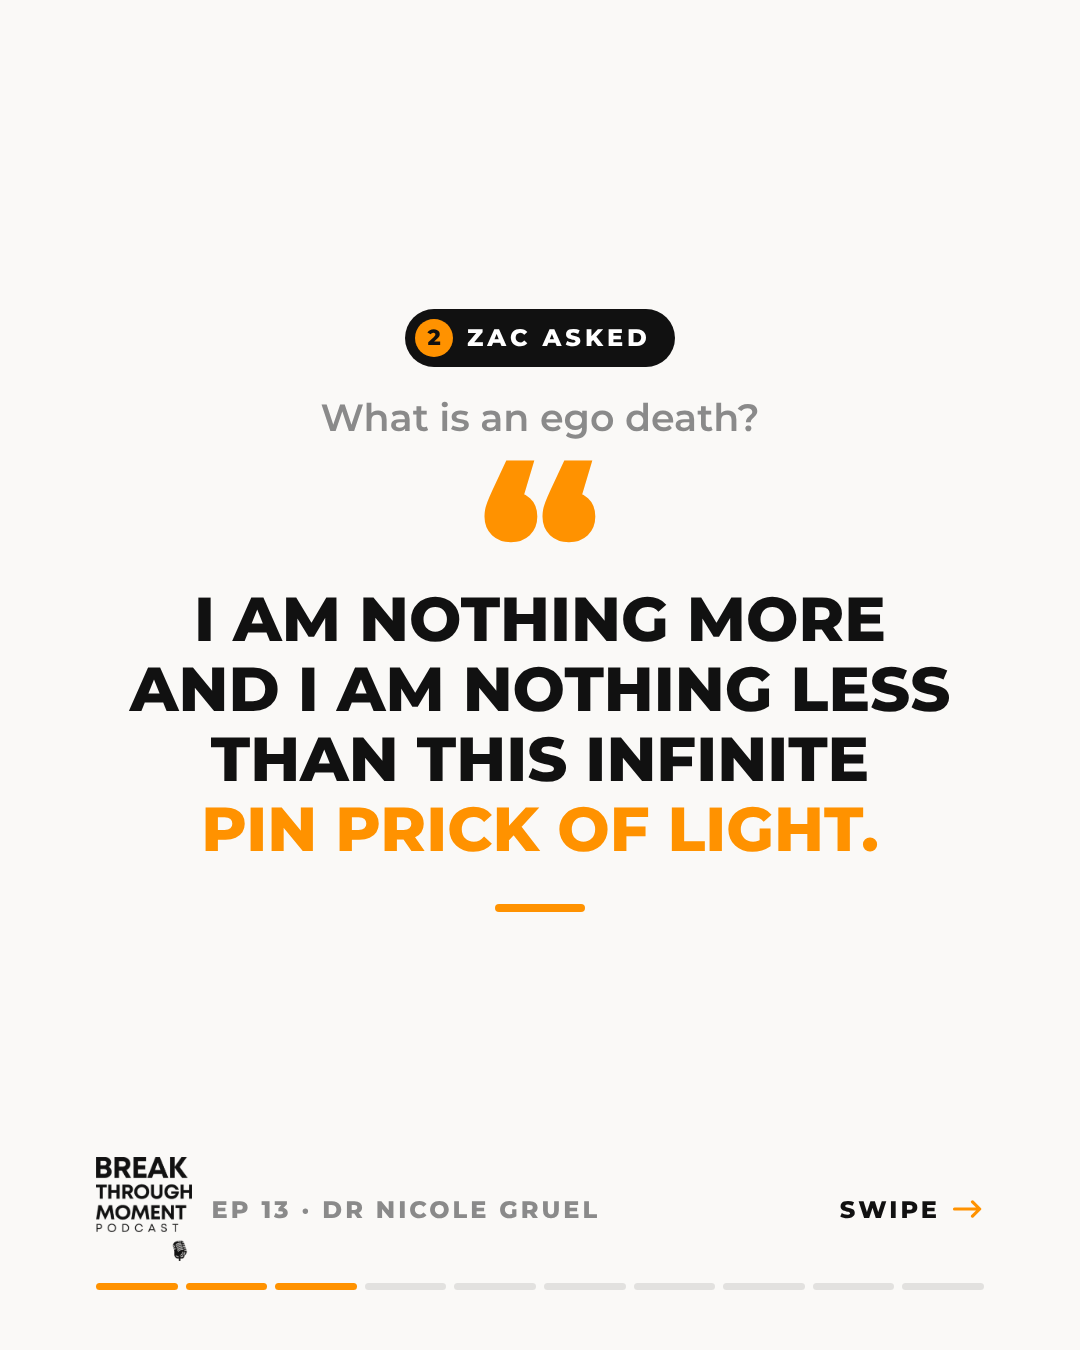 2 ZAC ASKED
What is an ego death?
“
I AM NOTHING MORE
AND I AM NOTHING LESS
THAN THIS INFINITE
PIN PRICK OF LIGHT.
BREAK
THROUGH
MOMENT
PODCAST
EP 13 · DR NICOLE GRUEL
SWIPE →